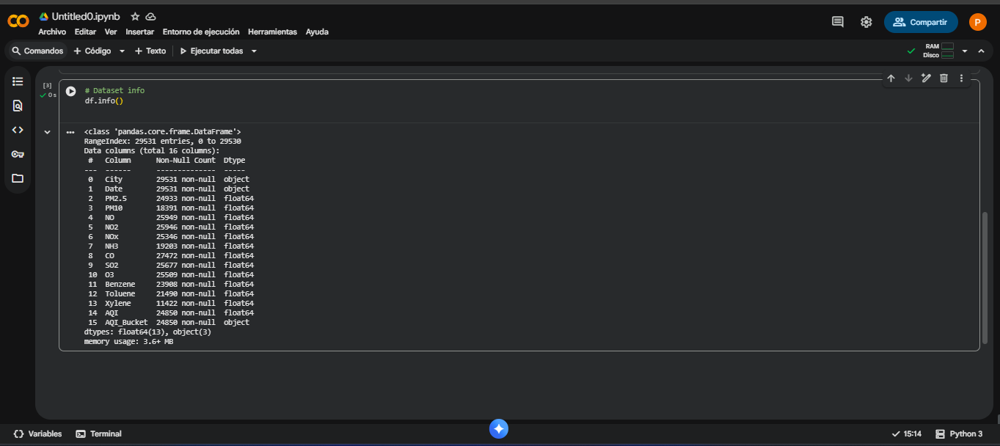 CO Untitled0.ipynb
Archivo Editar Ver Insertar Entorno de ejecución Herramientas Ayuda
Compartir
P
Comandos + Código + Texto Ejecutar todas
RAM
Disco
[3]
0 s
# Dataset info
df.info()
<class 'pandas.core.frame.DataFrame'>
RangeIndex: 29531 entries, 0 to 29530
Data columns (total 16 columns):
 #   Column      Non-Null Count  Dtype
---  ------      --------------  -----
 0   City        29531 non-null  object
 1   Date        29531 non-null  object
 2   PM2.5       24933 non-null  float64
 3   PM10        18391 non-null  float64
 4   NO          25949 non-null  float64
 5   NO2         25946 non-null  float64
 6   NOx         25346 non-null  float64
 7   NH3         19203 non-null  float64
 8   CO          27472 non-null  float64
 9   SO2         25677 non-null  float64
 10  O3          25509 non-null  float64
 11  Benzene     23908 non-null  float64
 12  Toluene     21490 non-null  float64
 13  Xylene      11422 non-null  float64
 14  AQI         24850 non-null  float64
 15  AQI_Bucket  24850 non-null  object
dtypes: float64(13), object(3)
memory usage: 3.6+ MB
Variables Terminal
15:14 Python 3